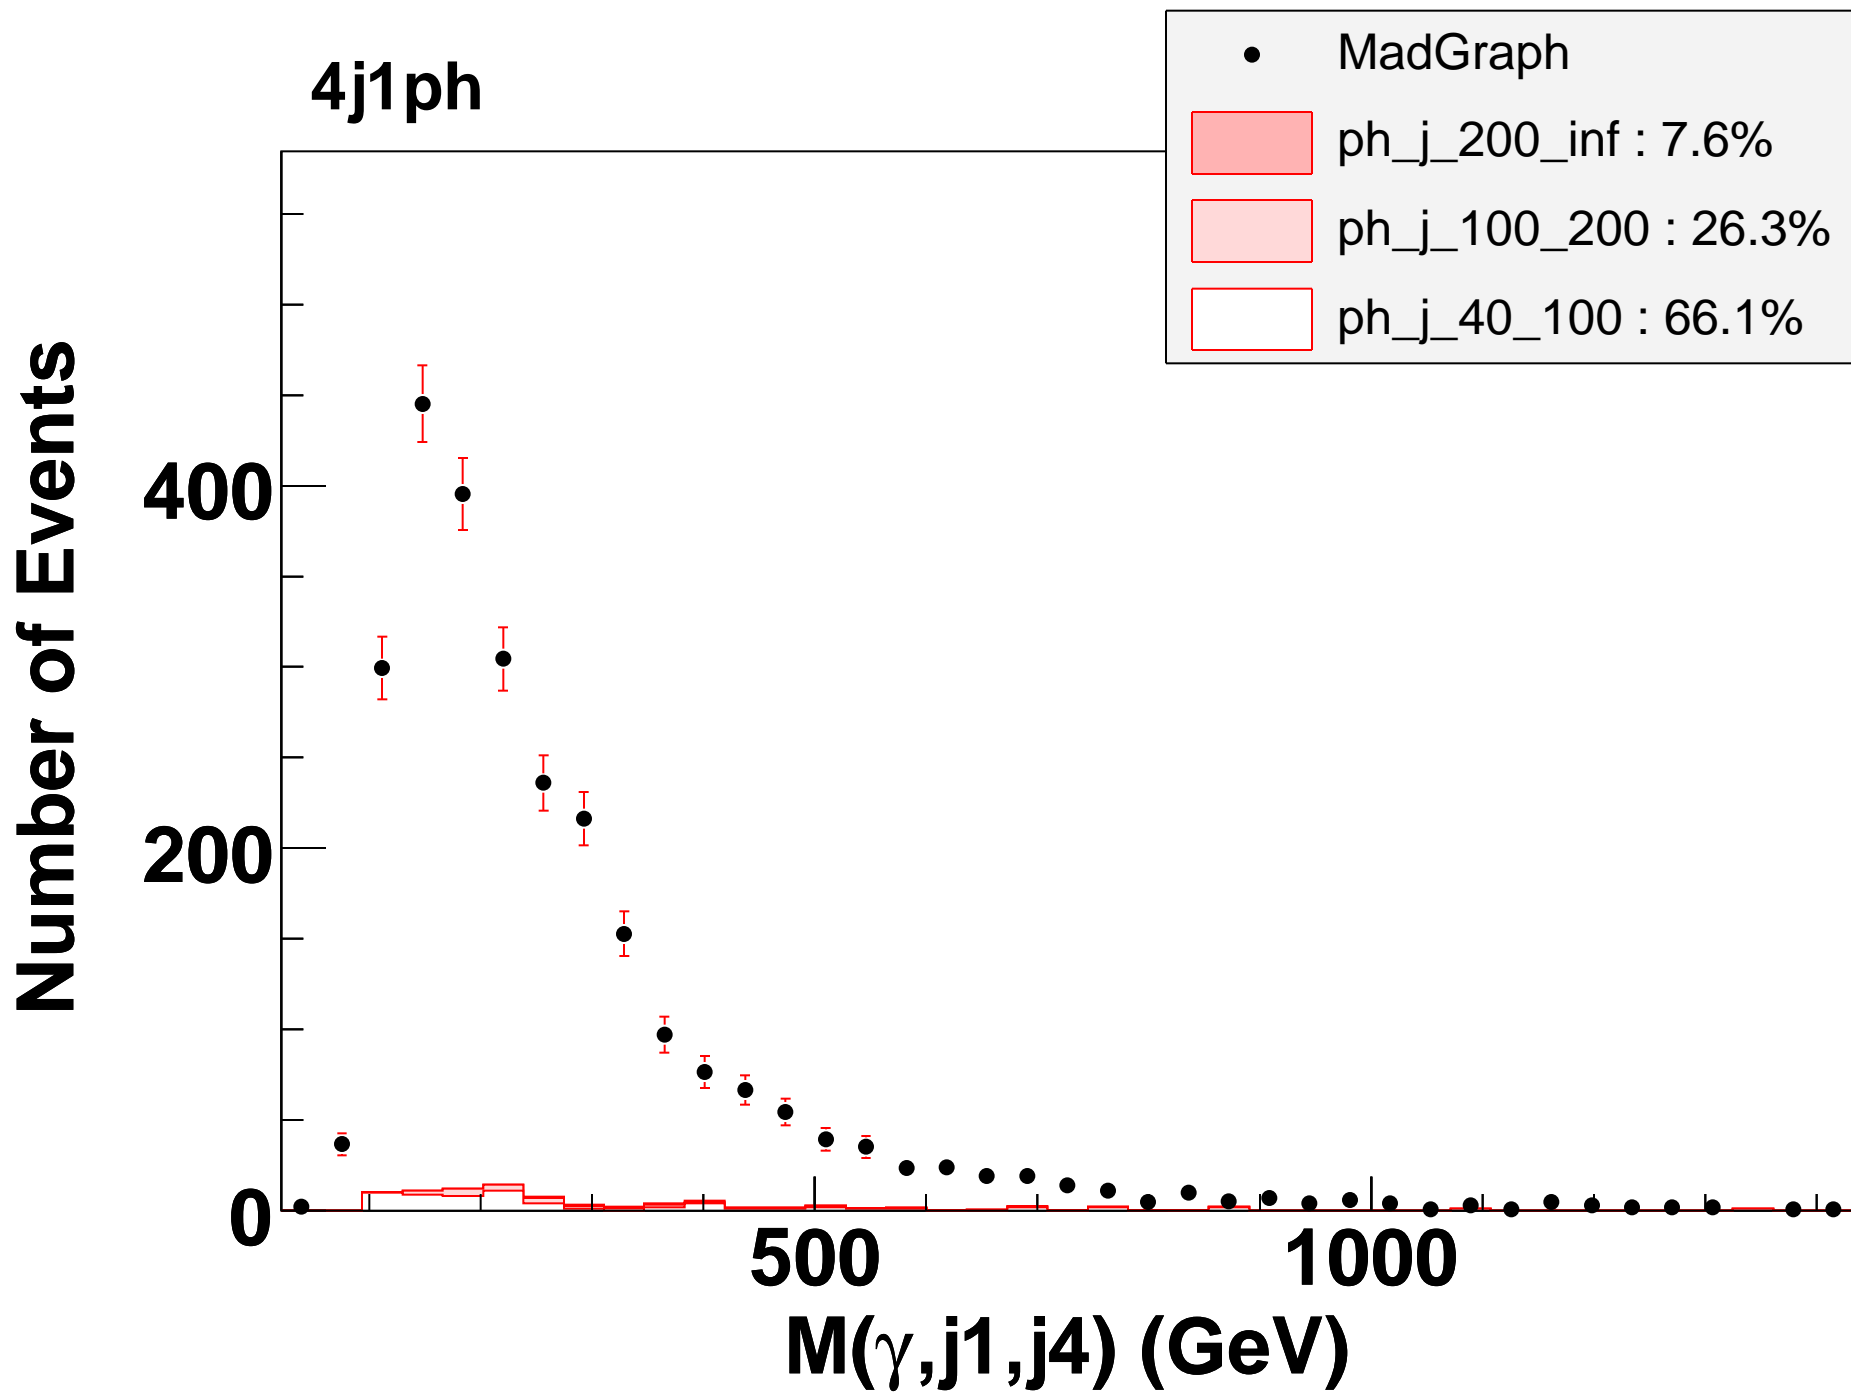 4j1ph
MadGraph
ph_j_200_inf : 7.6%
ph_j_100_200 : 26.3%
ph_j_40_100 : 66.1%
Number of Events
400
200
0
500
1000
M(γ,j1,j4) (GeV)